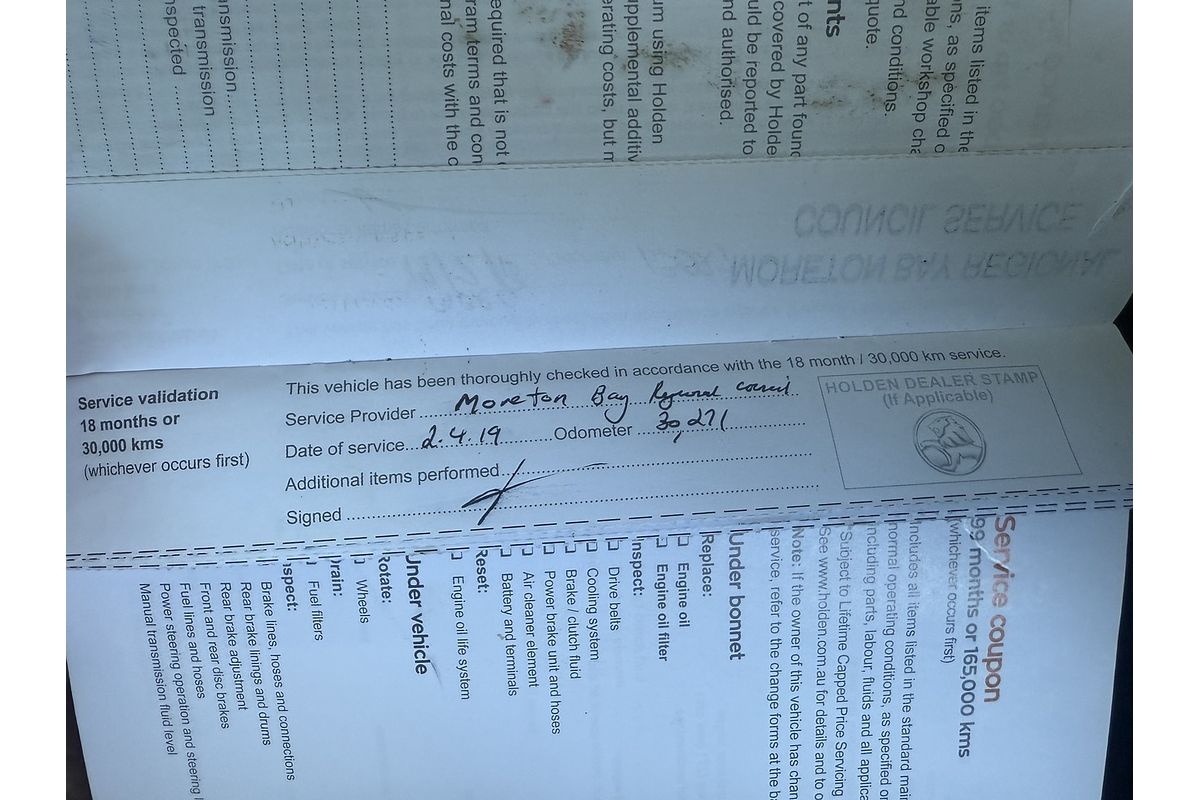 items listed in the
ns, as specified o
able workshop cha
nd conditions.
quote.
nts
t of any part found
covered by Holde
uld be reported to
nd authorised.
um using Holden
upplemental additiv
erating costs, but n
equired that is not
ram terms and con
nal costs with the c
ansmission
transmission
nspected
COUNCIL SERVICE
MORETON BAY REGIONAL
Service validation
18 months or
30,000 kms
(whichever occurs first)
This vehicle has been thoroughly checked in accordance with the 18 month / 30,000 km service.
Service Provider Moreton Bay Regional Council
Date of service 2.4.19 Odometer 30,271
Additional items performed
Signed
HOLDEN DEALER STAMP
(If Applicable)
Service coupon
99 months or 165,000 kms
(whichever occurs first)
Includes all items listed in the standard main
normal operating conditions, as specified on
including parts, labour, fluids and all applica
*Subject to Lifetime Capped Price Servicing
See www.holden.com.au for details and to o
Note: If the owner of this vehicle has chan
service, refer to the change forms at the ba
Under bonnet
Replace:
Engine oil
Engine oil filter
Inspect:
Drive belts
Cooling system
Brake / clutch fluid
Power brake unit and hoses
Air cleaner element
Battery and terminals
Reset:
Engine oil life system
Under vehicle
Rotate:
Wheels
Drain:
Fuel filters
nspect:
Brake lines, hoses and connections
Rear brake linings and drums
Rear brake adjustment
Front and rear disc brakes
Fuel lines and hoses
Power steering operation and steering l
Manual transmission fluid level